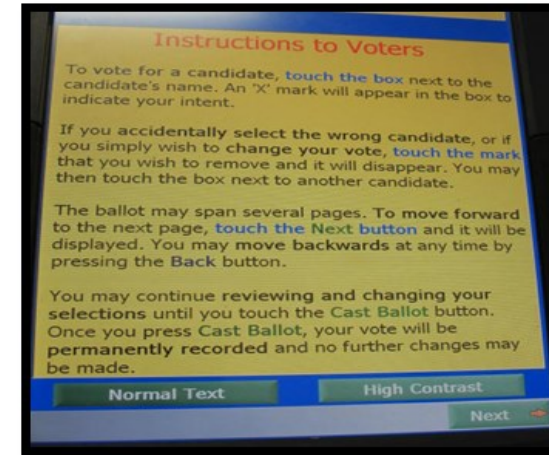 Instructions to Voters
To vote for a candidate, touch the box next to the
candidate's name. An 'X' mark will appear in the box to
indicate your intent.
If you accidentally select the wrong candidate, or if
you simply wish to change your vote, touch the mark
that you wish to remove and it will disappear. You may
then touch the box next to another candidate.
The ballot may span several pages. To move forward
to the next page, touch the Next button and it will be
displayed. You may move backwards at any time by
pressing the Back button.
You may continue reviewing and changing your
selections until you touch the Cast Ballot button.
Once you press Cast Ballot, your vote will be
permanently recorded and no further changes may
be made.
Normal Text
High Contrast
Next